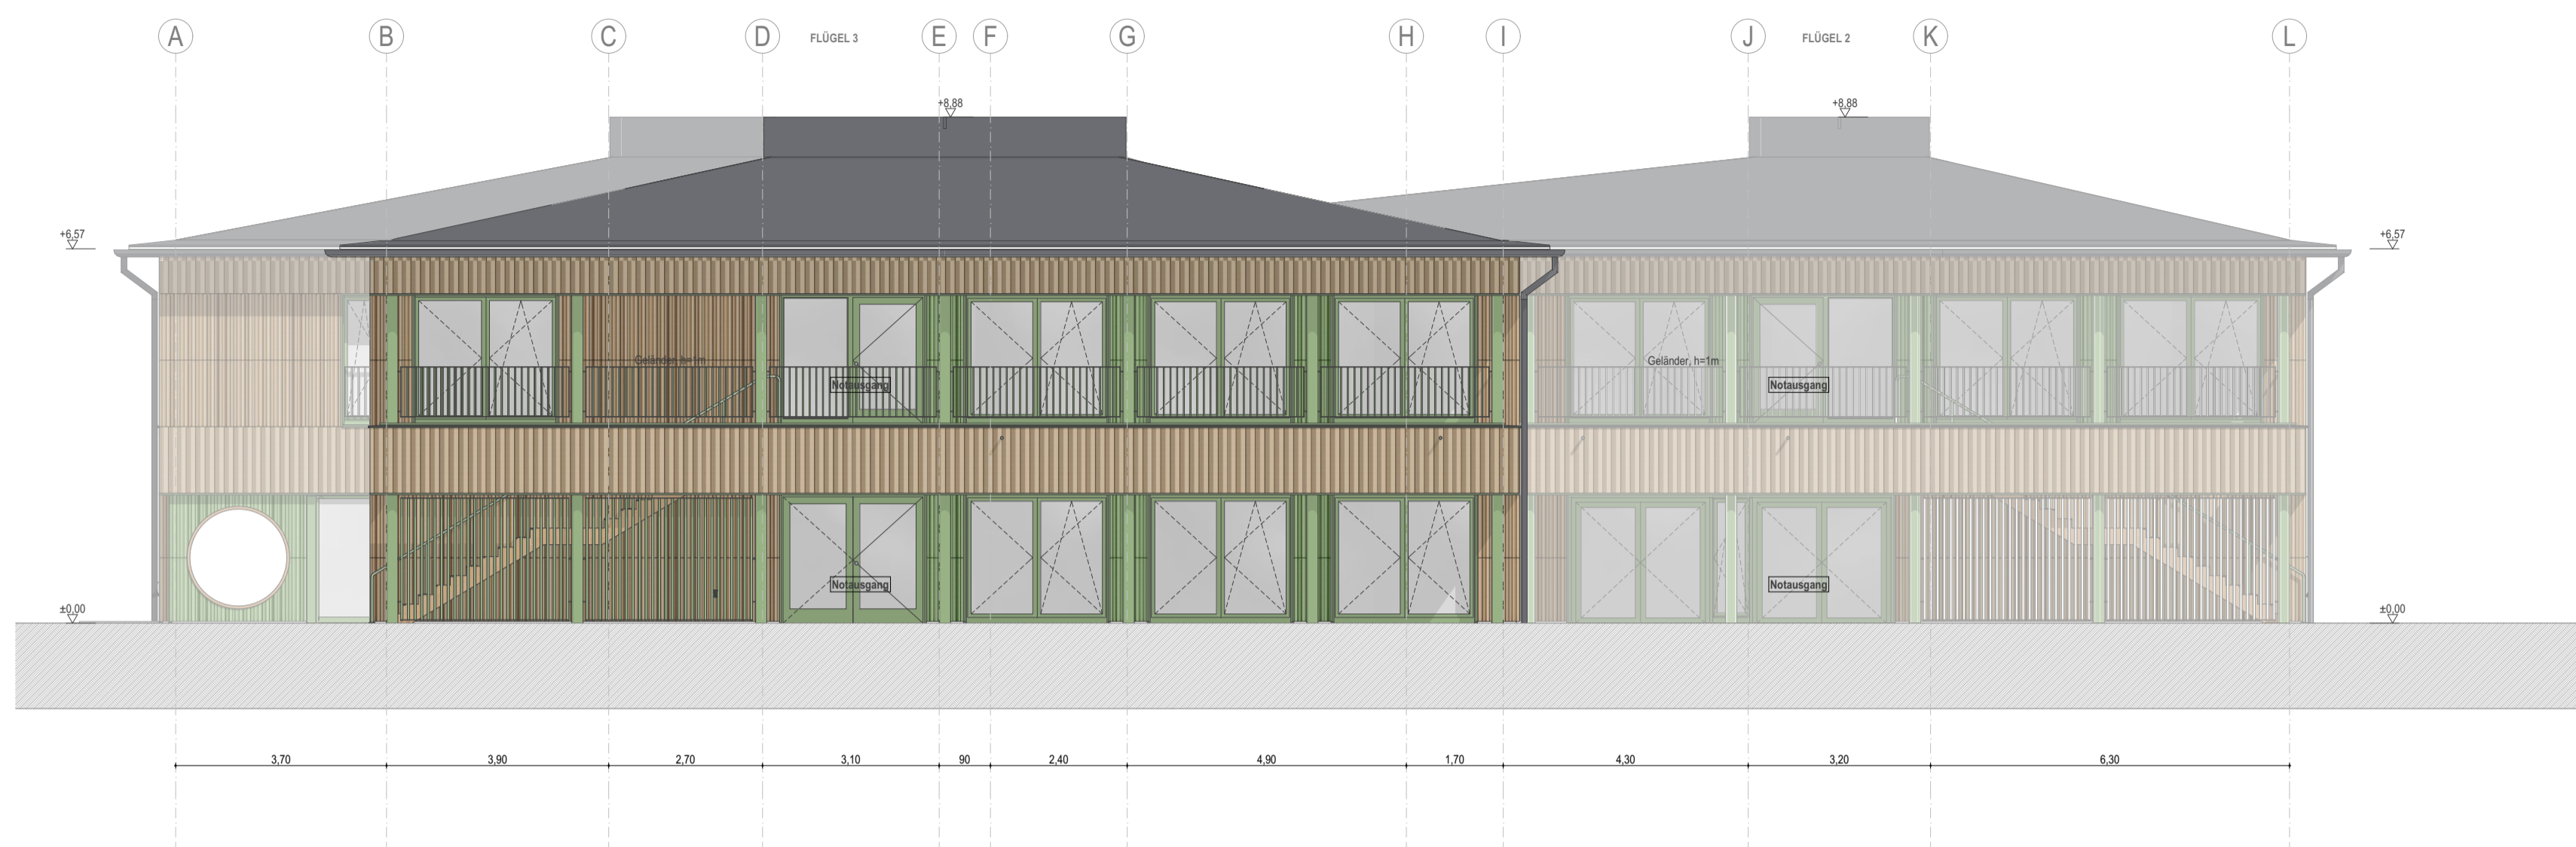 A B C D FLÜGEL 3 E F G H I J FLÜGEL 2 K L
+8,88 +8,88
+6,57 +6,57
Geländer, h=1m Geländer, h=1m
Notausgang Notausgang
Notausgang Notausgang
±0,00 ±0,00
3,70 3,90 2,70 3,10 90 2,40 4,90 1,70 4,30 3,20 6,30